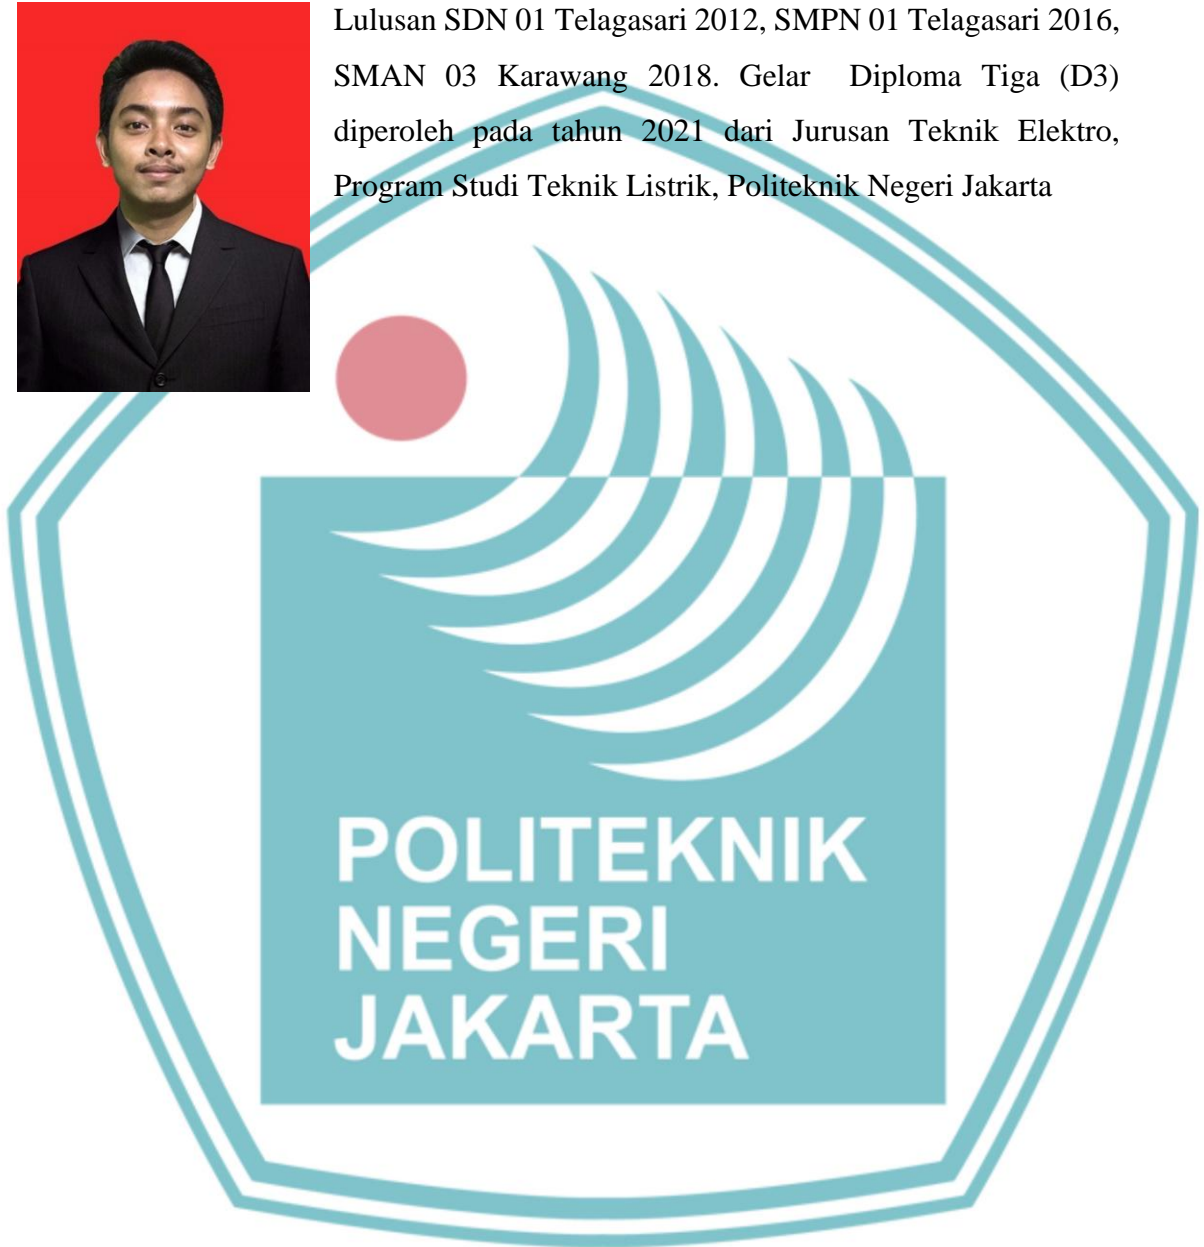 Lulusan SDN 01 Telagasari 2012, SMPN 01 Telagasari 2016,
SMAN 03 Karawang 2018. Gelar Diploma Tiga (D3)
diperoleh pada tahun 2021 dari Jurusan Teknik Elektro,
Program Studi Teknik Listrik, Politeknik Negeri Jakarta
POLITEKNIK
NEGERI
JAKARTA